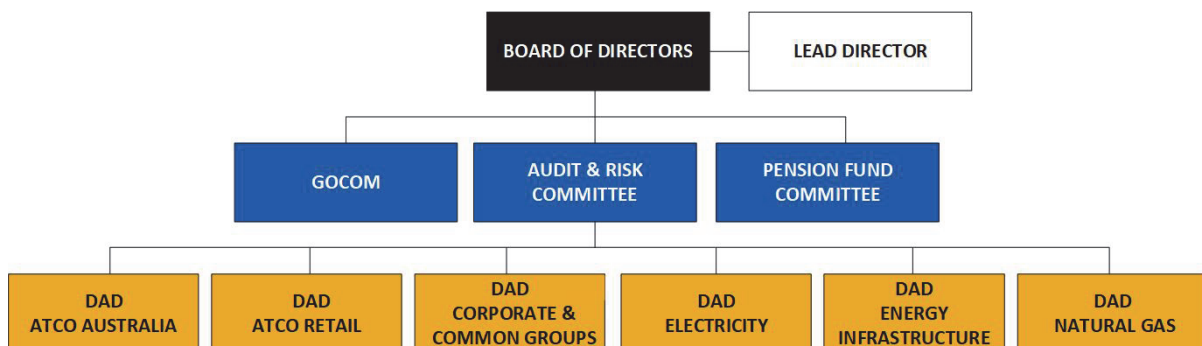 BOARD OF DIRECTORS
LEAD DIRECTOR
GOCOM
AUDIT & RISK
COMMITTEE
PENSION FUND
COMMITTEE
DAD
ATCO AUSTRALIA
DAD
ATCO RETAIL
DAD
CORPORATE &
COMMON GROUPS
DAD
ELECTRICITY
DAD
ENERGY
INFRASTRUCTURE
DAD
NATURAL GAS